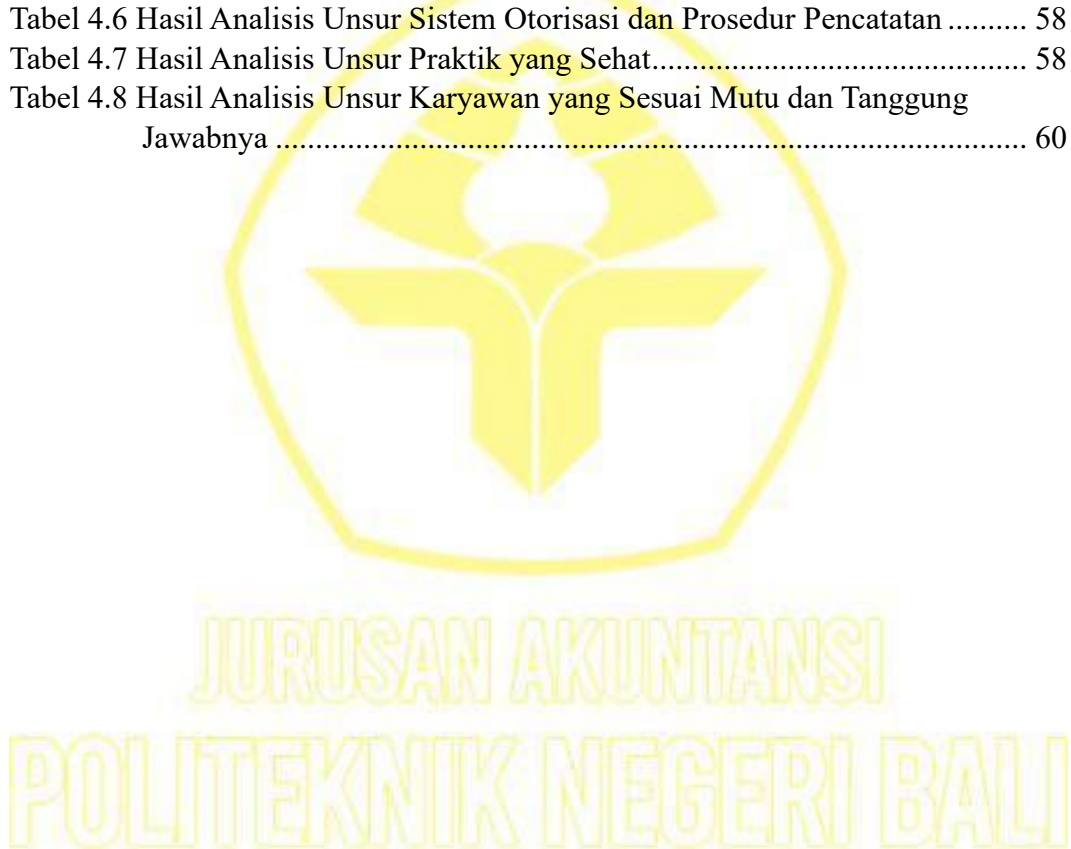 Tabel 4.6 Hasil Analisis Unsur Sistem Otorisasi dan Prosedur Pencatatan .......... 58
Tabel 4.7 Hasil Analisis Unsur Praktik yang Sehat............................................... 58
Tabel 4.8 Hasil Analisis Unsur Karyawan yang Sesuai Mutu dan Tanggung
Jawabnya .............................................................................................. 60
JURUSAN AKUNTANSI
POLITEKNIK NEGERI BALI